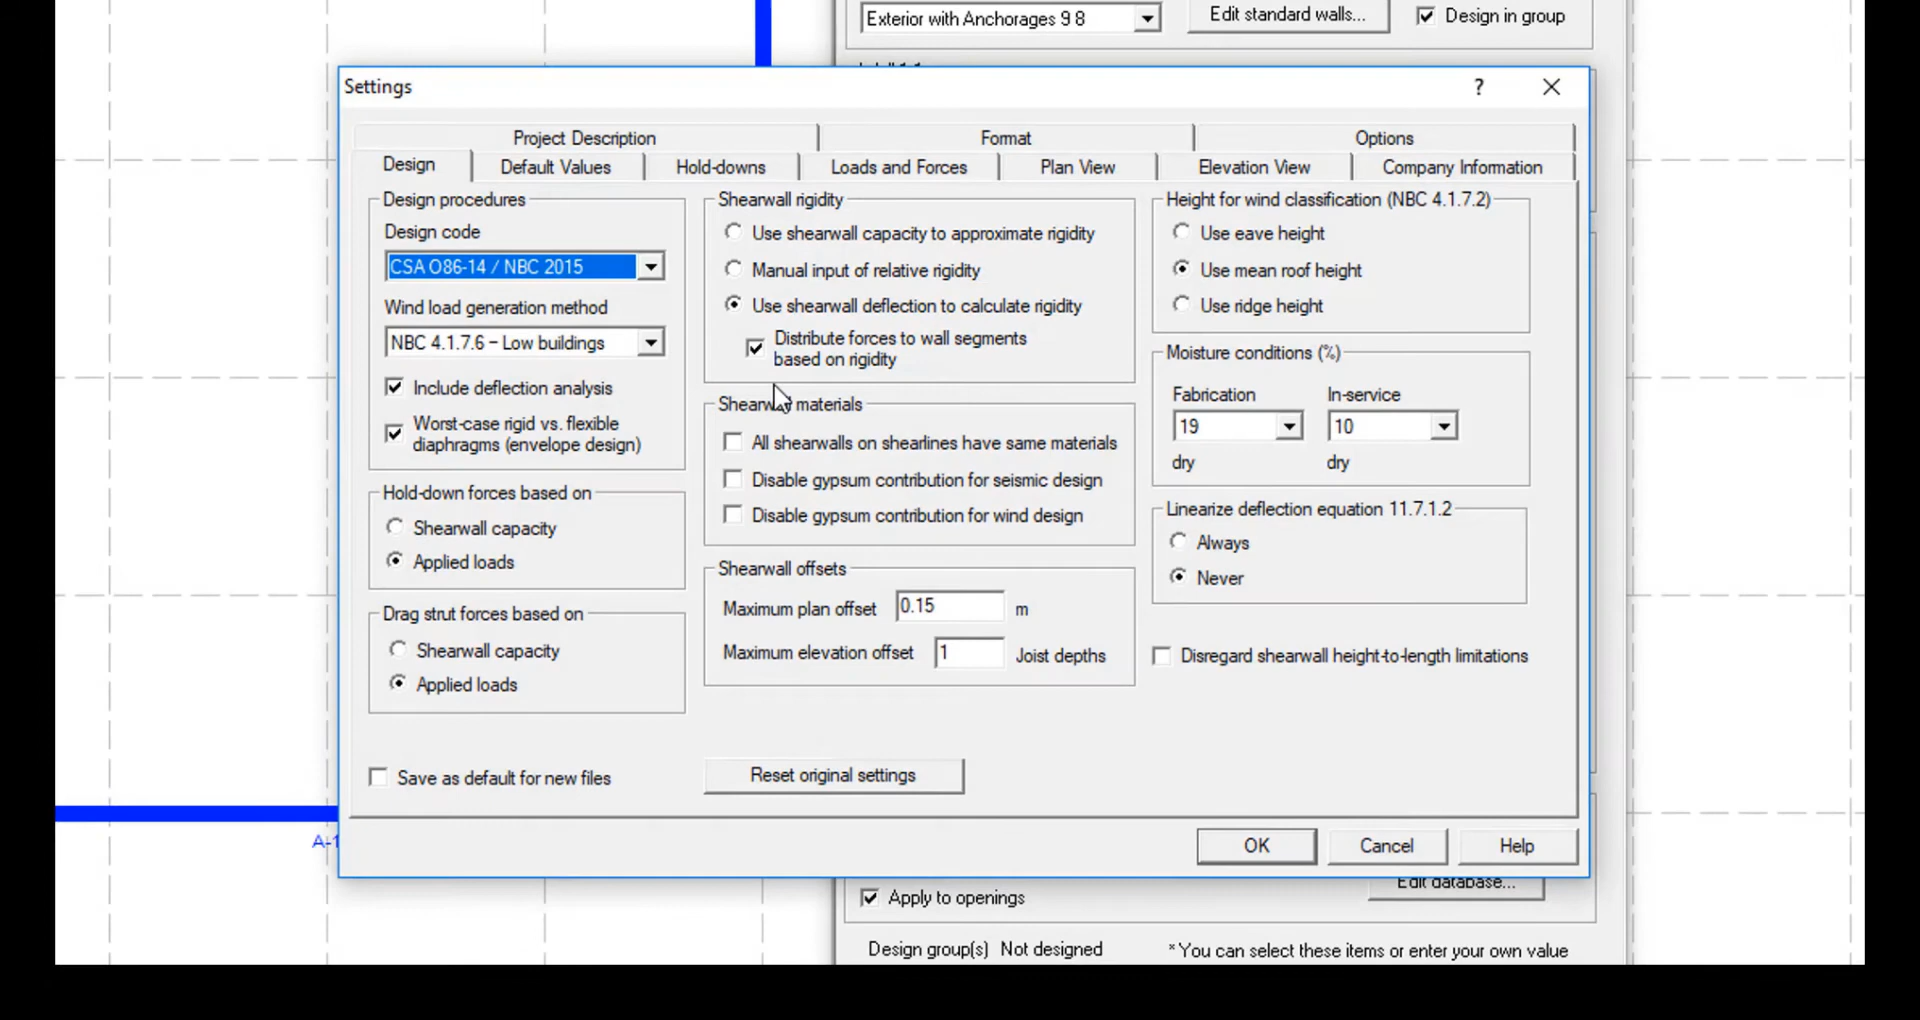 Exterior with Anchorages 9 8
Edit standard walls...
Design in group
Settings
?
Project Description
Format
Options
Design
Default Values
Hold-downs
Loads and Forces
Plan View
Elevation View
Company Information
Design procedures
Design code
CSA O86-14 / NBC 2015
Wind load generation method
NBC 4.1.7.6 – Low buildings
Include deflection analysis
Worst-case rigid vs. flexible
diaphragms (envelope design)
Hold-down forces based on
Shearwall capacity
Applied loads
Drag strut forces based on
Shearwall capacity
Applied loads
Save as default for new files
Shearwall rigidity
Use shearwall capacity to approximate rigidity
Manual input of relative rigidity
Use shearwall deflection to calculate rigidity
Distribute forces to wall segments
based on rigidity
materials
All shearwalls on shearlines have same materials
Disable gypsum contribution for seismic design
Disable gypsum contribution for wind design
Shearwall offsets
Maximum plan offset 0.15 m
Maximum elevation offset 1 Joist depths
Reset original settings
Height for wind classification (NBC 4.1.7.2)
Use eave height
Use mean roof height
Use ridge height
Moisture conditions (%)
Fabrication In-service
19 10
dry dry
Linearize deflection equation 11.7.1.2
Always
Never
Disregard shearwall height-to-length limitations
OK
Cancel
Help
A-1
Edit database...
Apply to openings
Design group(s) Not designed
* You can select these items or enter your own value